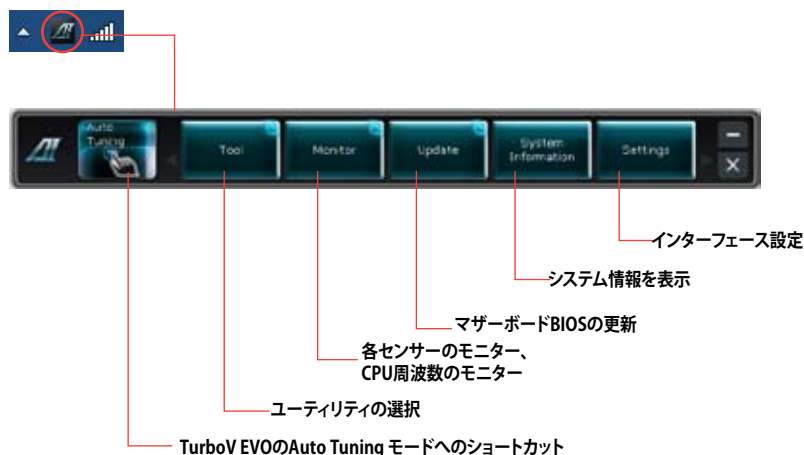 Auto
Tuning
Tool
Monitor
Update
System
Information
Settings
インターフェース設定
システム情報を表示
マザーボードBIOSの更新
各センサーのモニター、
CPU周波数のモニター
ユーティリティの選択
TurboV EVOのAuto Tuning モードへのショートカット